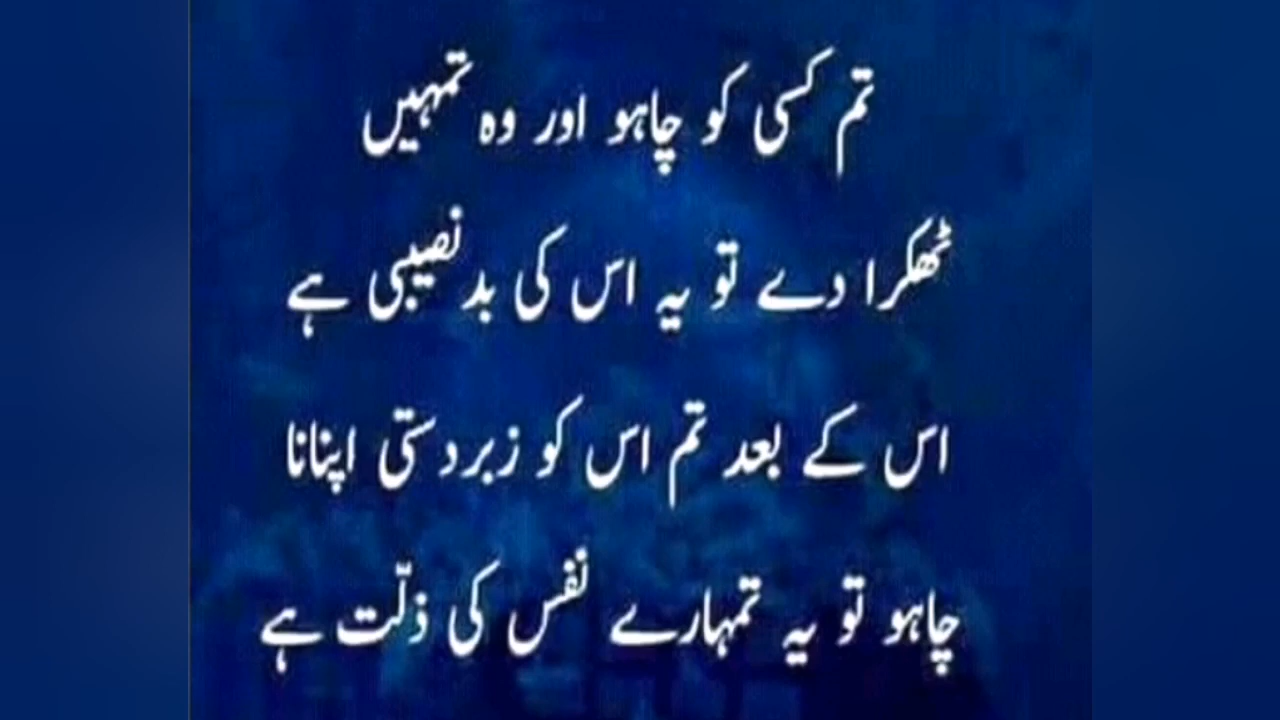 تم کسی کو چاہو اور وہ تمہیں
ٹھکرا دے تو یہ اس کی بدنصیبی ہے
اس کے بعد تم اس کو زبردستی اپنانا
چاہو تو یہ تمہارے نفس کی ذلّت ہے